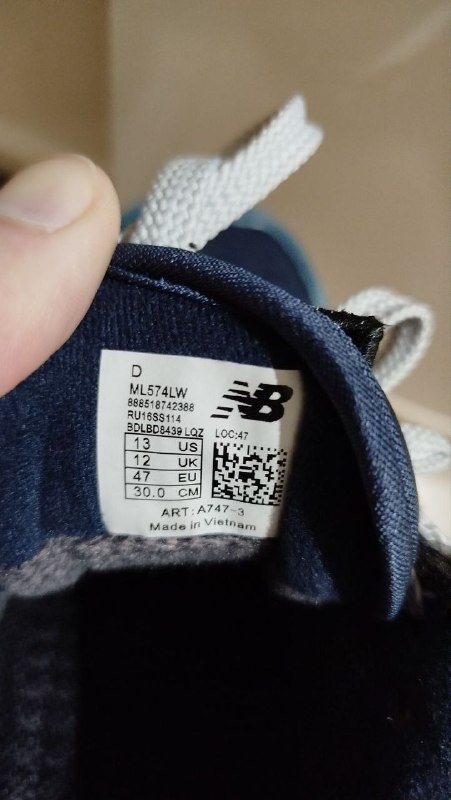 D
ML574LW
888518742388
RU16SS114
BDLBD8439 LQZ
NB
LOC:47
13 US
12 UK
47 EU
30.0 CM
ART: A747-3
Made in Vietnam